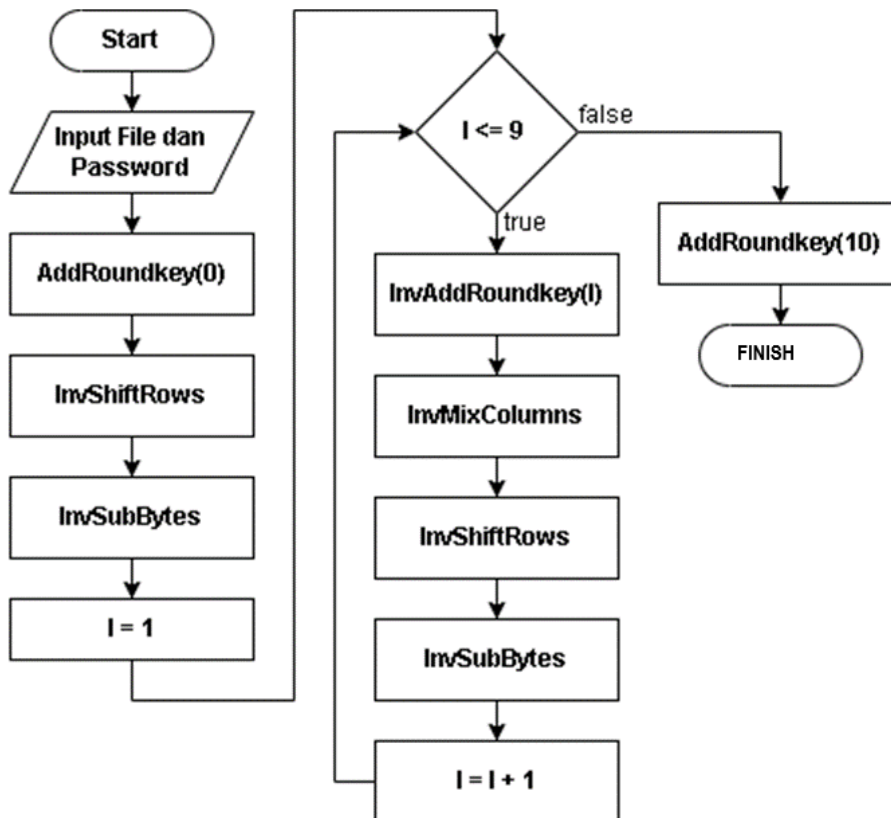 Start
Input File dan
Password
AddRoundkey(0)
InvShiftRows
InvSubBytes
I = 1
I <= 9
false
true
InvAddRoundkey(I)
InvMixColumns
InvShiftRows
InvSubBytes
I = I + 1
AddRoundkey(10)
FINISH